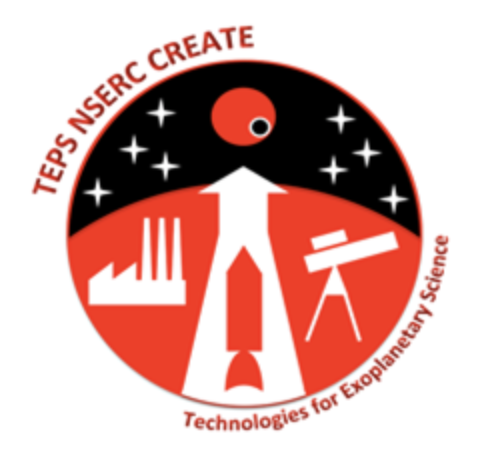 TEPS NSERC CREATE
Technologies for Exoplanetary Science